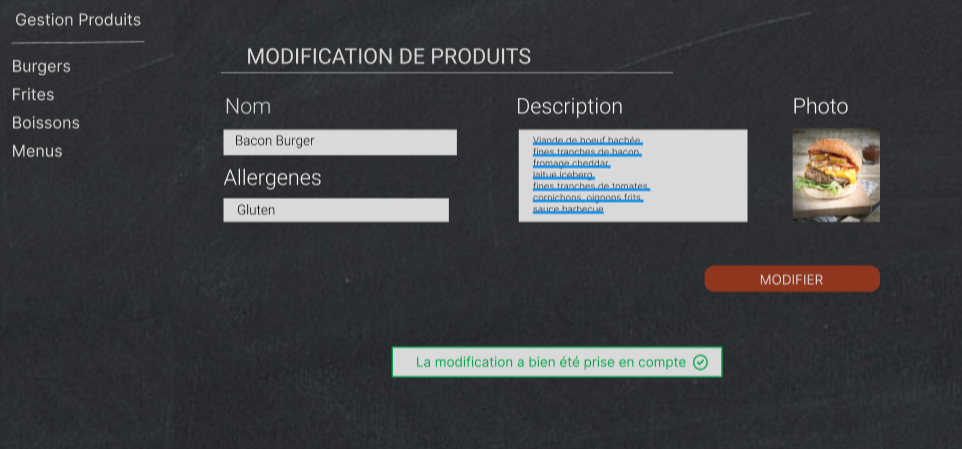 Gestion Produits
Burgers
Frites
Boissons
Menus
MODIFICATION DE PRODUITS
Nom
Bacon Burger
Allergenes
Gluten
Description
Viande de boeuf hachée,
fines tranches de bacon,
fromage cheddar,
laitue iceberg,
fines tranches de tomates,
cornichons, oignons frits,
sauce barbecue
Photo
MODIFIER
La modification a bien été prise en compte